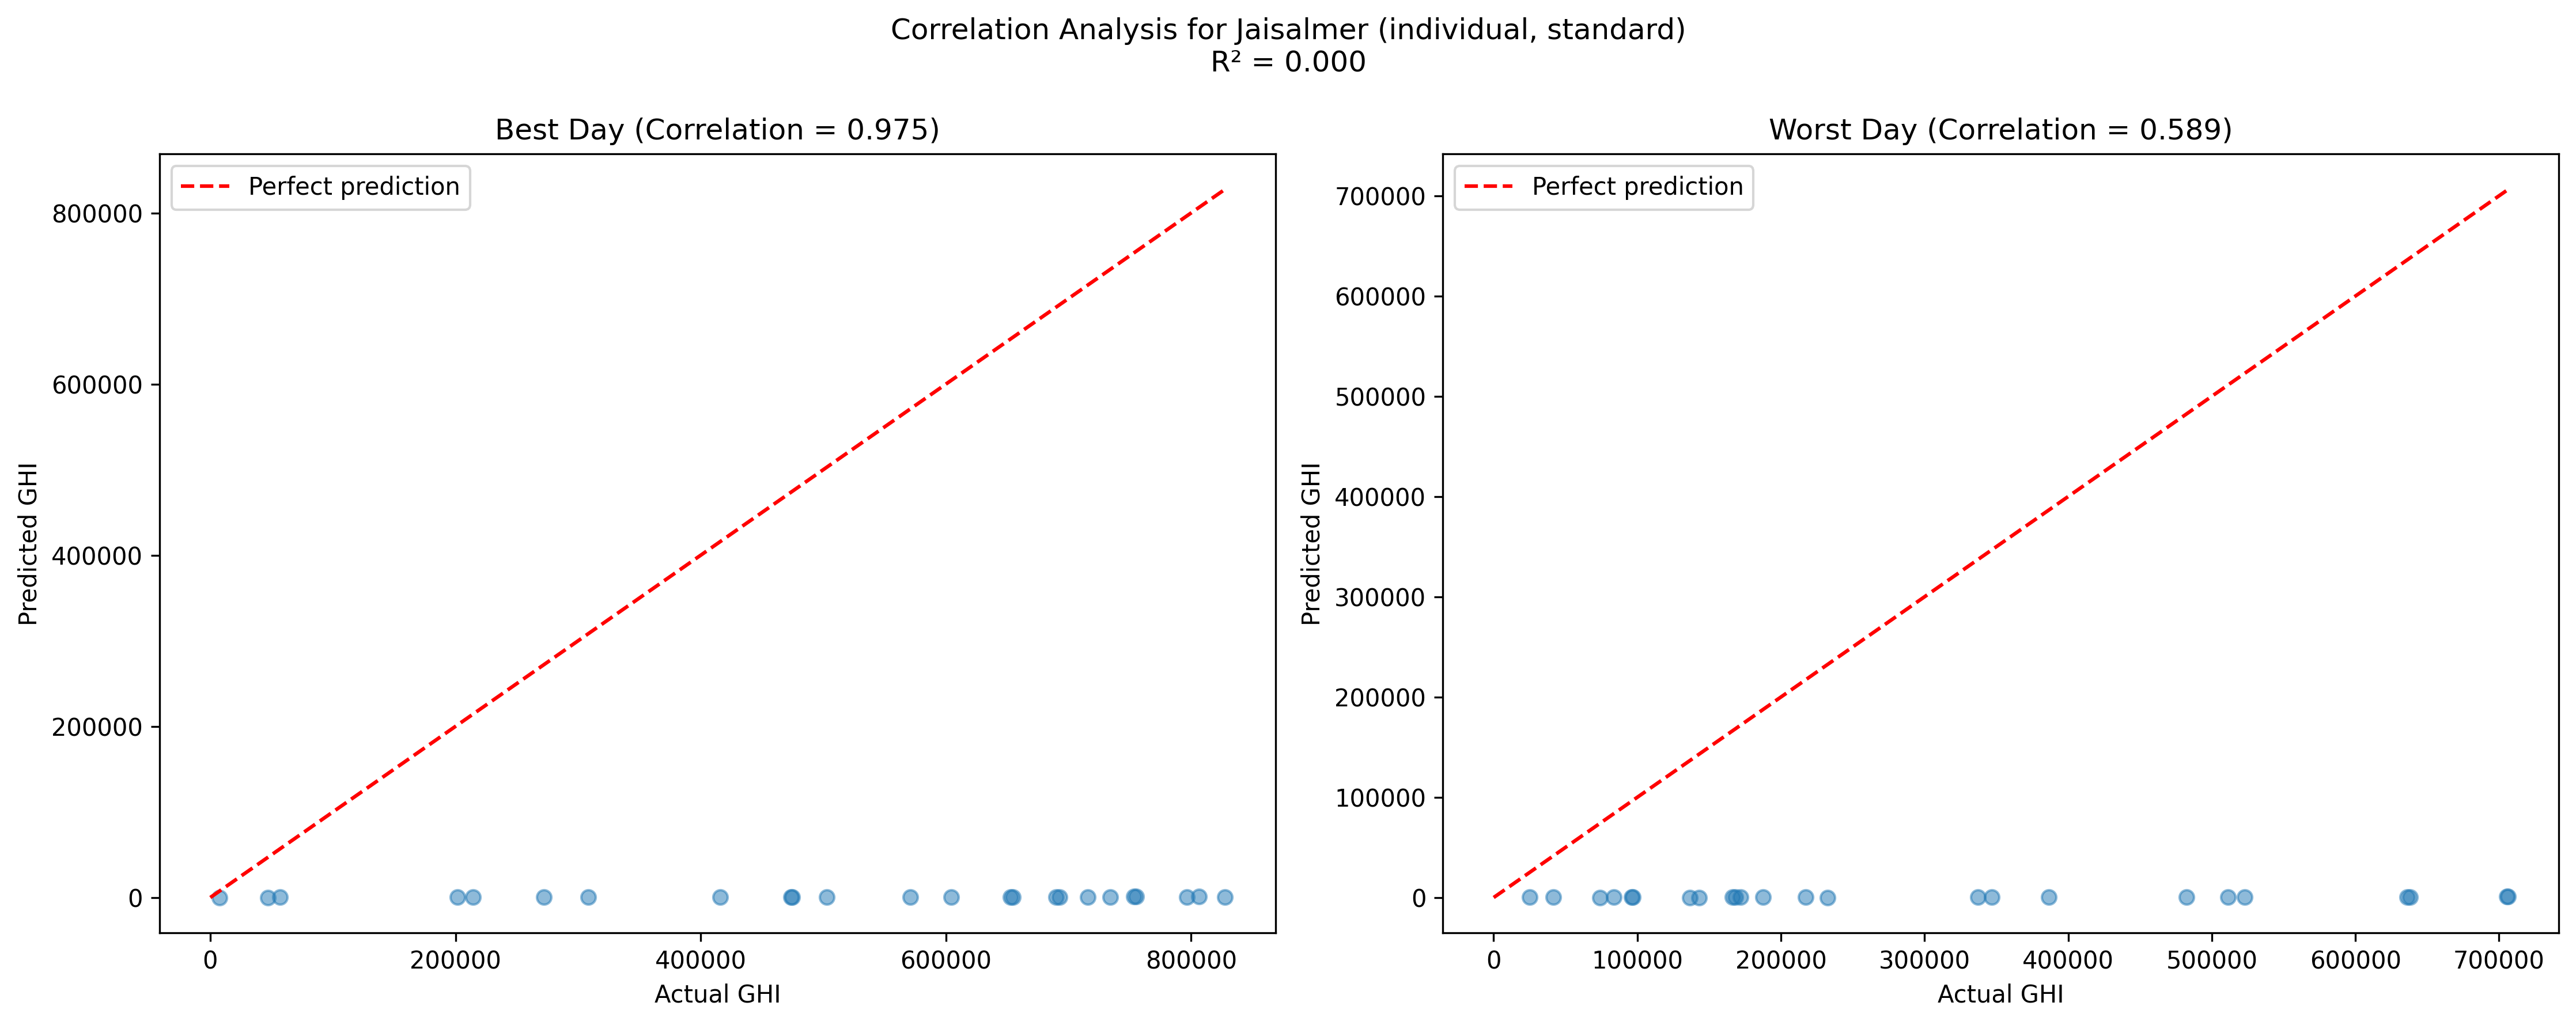 Correlation Analysis for Jaisalmer (individual, standard)
R² = 0.000
Best Day (Correlation = 0.975)
Perfect prediction
800000
600000
400000
200000
0
Predicted GHI
0 200000 400000 600000 800000
Actual GHI
Worst Day (Correlation = 0.589)
Perfect prediction
700000
600000
500000
400000
300000
200000
100000
0
Predicted GHI
0 100000 200000 300000 400000 500000 600000 700000
Actual GHI